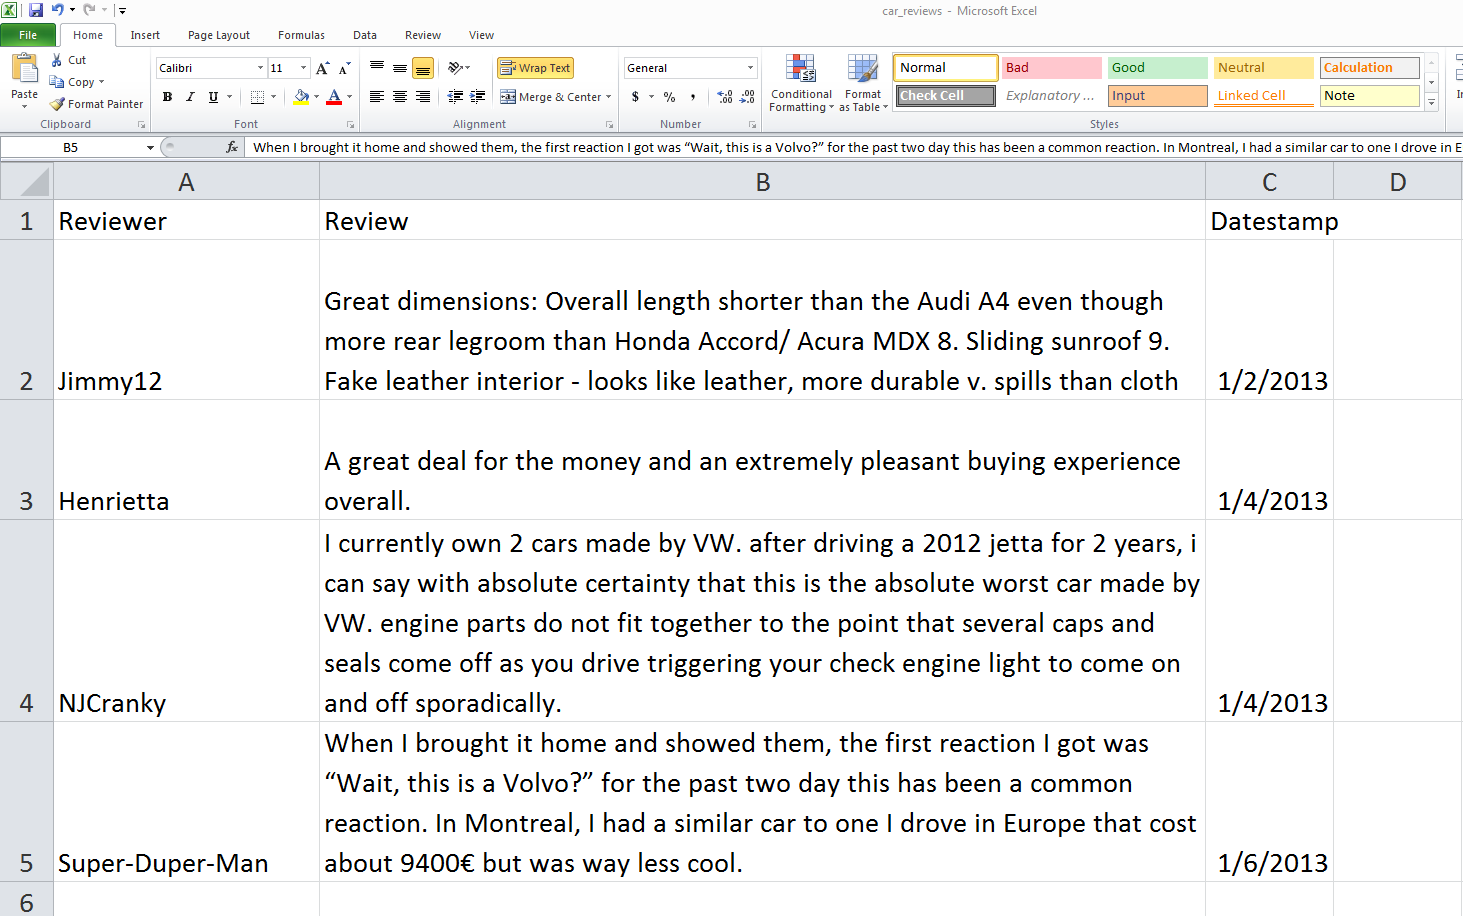 car_reviews - Microsoft Excel
File Home Insert Page Layout Formulas Data Review View
Paste
Cut
Copy
Format Painter
Clipboard
Calibri 11
B I U
Font
Wrap Text
Merge & Center
Alignment
General
$ % ,
Number
Conditional Formatting
Format as Table
Normal Bad Good Neutral Calculation
Check Cell Explanatory ... Input Linked Cell Note
Styles
B5 fx When I brought it home and showed them, the first reaction I got was “Wait, this is a Volvo?” for the past two day this has been a common reaction. In Montreal, I had a similar car to one I drove in E
A B C D
1 Reviewer Review Datestamp
Great dimensions: Overall length shorter than the Audi A4 even though
more rear legroom than Honda Accord/ Acura MDX 8. Sliding sunroof 9.
2 Jimmy12 Fake leather interior - looks like leather, more durable v. spills than cloth 1/2/2013
A great deal for the money and an extremely pleasant buying experience
3 Henrietta overall. 1/4/2013
I currently own 2 cars made by VW. after driving a 2012 jetta for 2 years, i
can say with absolute certainty that this is the absolute worst car made by
VW. engine parts do not fit together to the point that several caps and
seals come off as you drive triggering your check engine light to come on
4 NJCranky and off sporadically. 1/4/2013
When I brought it home and showed them, the first reaction I got was
“Wait, this is a Volvo?” for the past two day this has been a common
reaction. In Montreal, I had a similar car to one I drove in Europe that cost
5 Super-Duper-Man about 9400€ but was way less cool. 1/6/2013
6